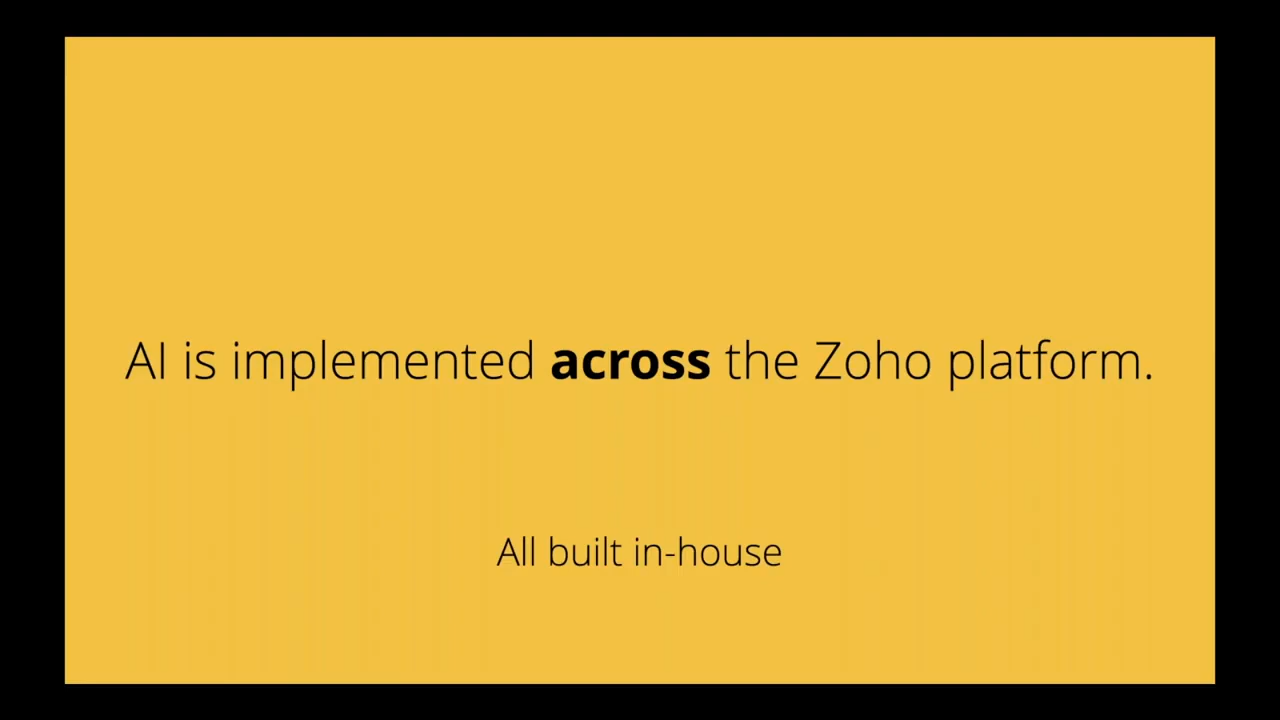 AI is implemented across the Zoho platform.
All built in-house